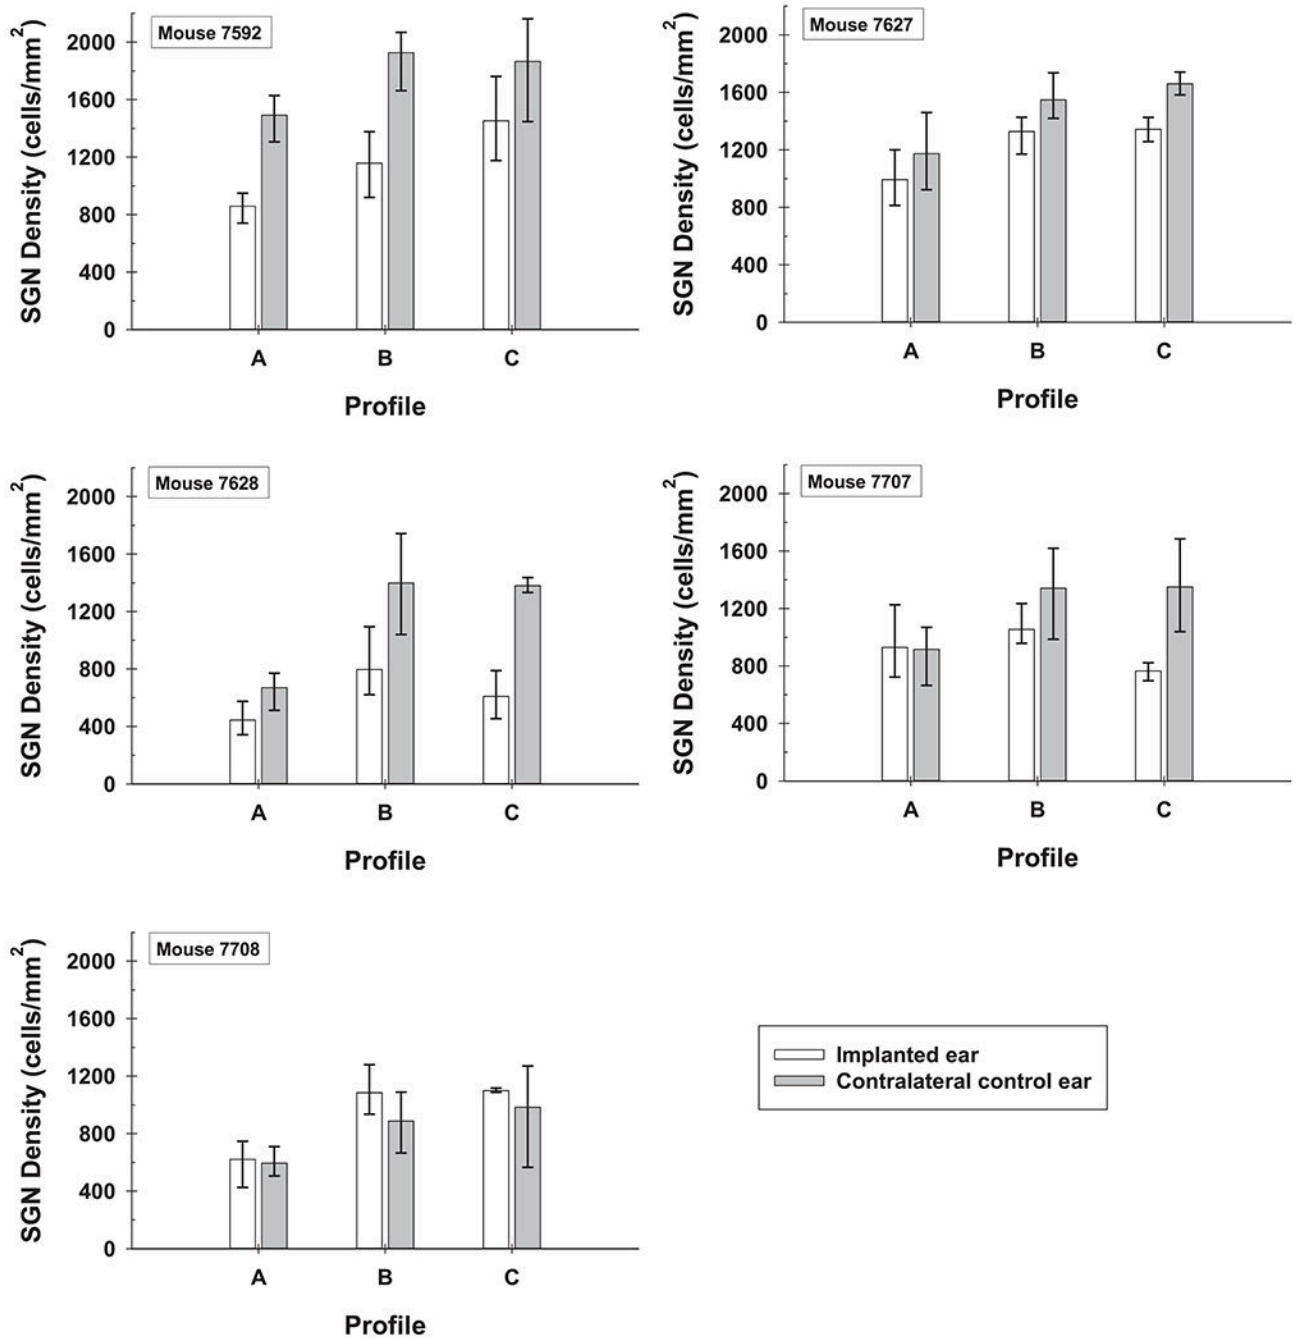 Mouse 7592
SGN Density (cells/mm²)
2000
1600
1200
800
400
0
A B C
Profile
Mouse 7627
SGN Density (cells/mm²)
2000
1600
1200
800
400
0
A B C
Profile
Mouse 7628
SGN Density (cells/mm²)
2000
1600
1200
800
400
0
A B C
Profile
Mouse 7707
SGN Density (cells/mm²)
2000
1600
1200
800
400
0
A B C
Profile
Mouse 7708
SGN Density (cells/mm²)
2000
1600
1200
800
400
0
A B C
Profile
Implanted ear
Contralateral control ear